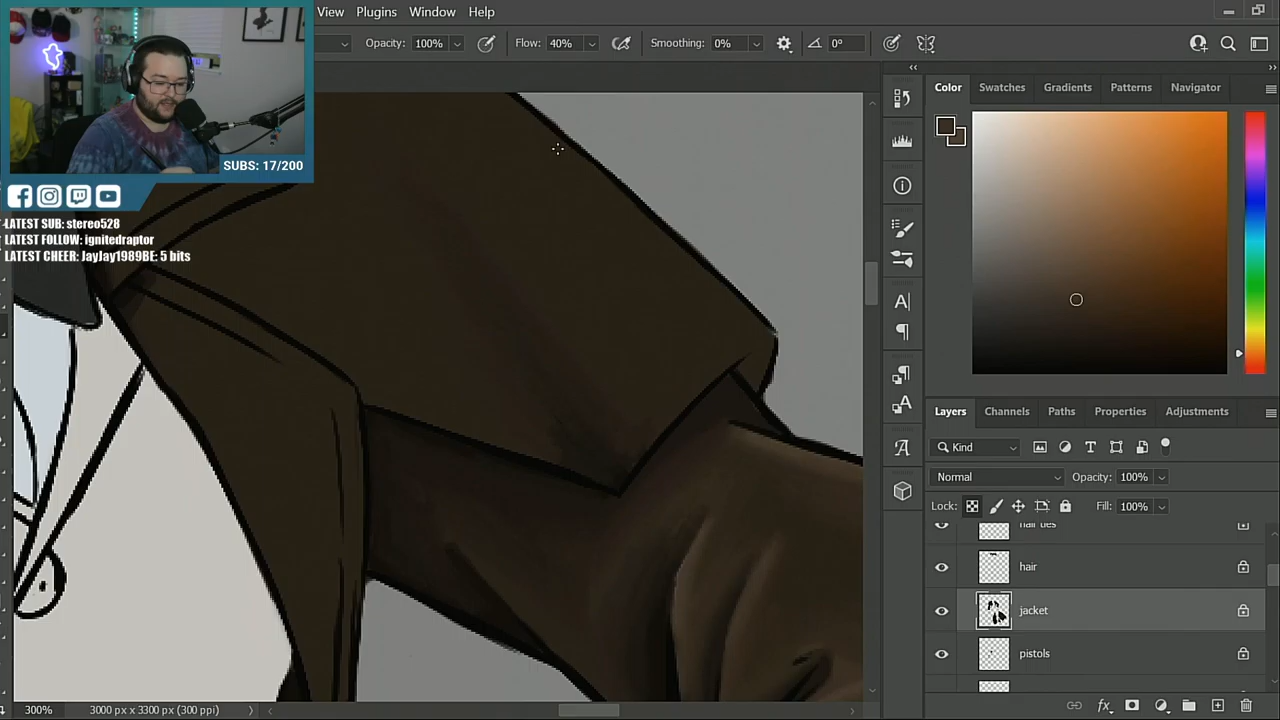 View Plugins Window Help
Opacity: 100% Flow: 40% Smoothing: 0% 0°
SUBS: 17/200
LATEST SUB: stereo528
LATEST FOLLOW: ignitedraptor
LATEST CHEER: JayJay1989BE: 5 bits
Color Swatches Gradients Patterns Navigator
Layers Channels Paths Properties Adjustments
Kind
Normal Opacity: 100%
Lock: Fill: 100%
hair ties
hair
jacket
pistols
300% 3000 px x 3300 px (300 ppi)